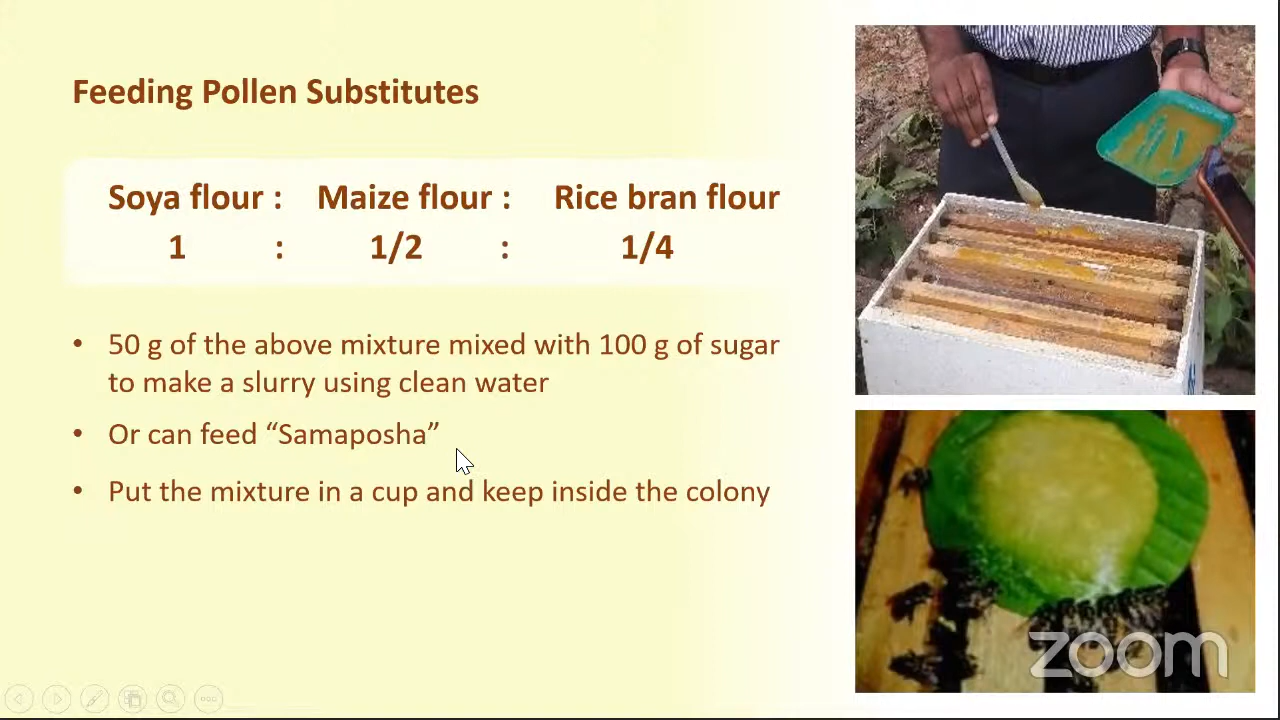 Feeding Pollen Substitutes
Soya flour : Maize flour : Rice bran flour
1 : 1/2 : 1/4
• 50 g of the above mixture mixed with 100 g of sugar
to make a slurry using clean water
• Or can feed “Samaposha”
• Put the mixture in a cup and keep inside the colony
zoom